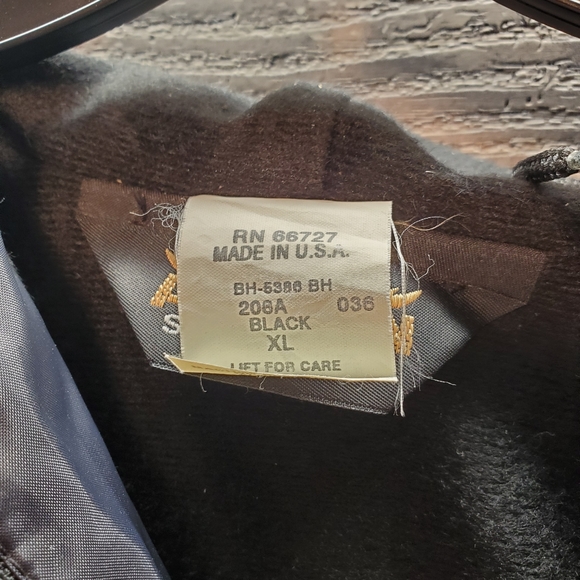 RN 66727
MADE IN U.S.A.
BH-5386 BH
206A 036
BLACK
XL
LIFT FOR CARE
S